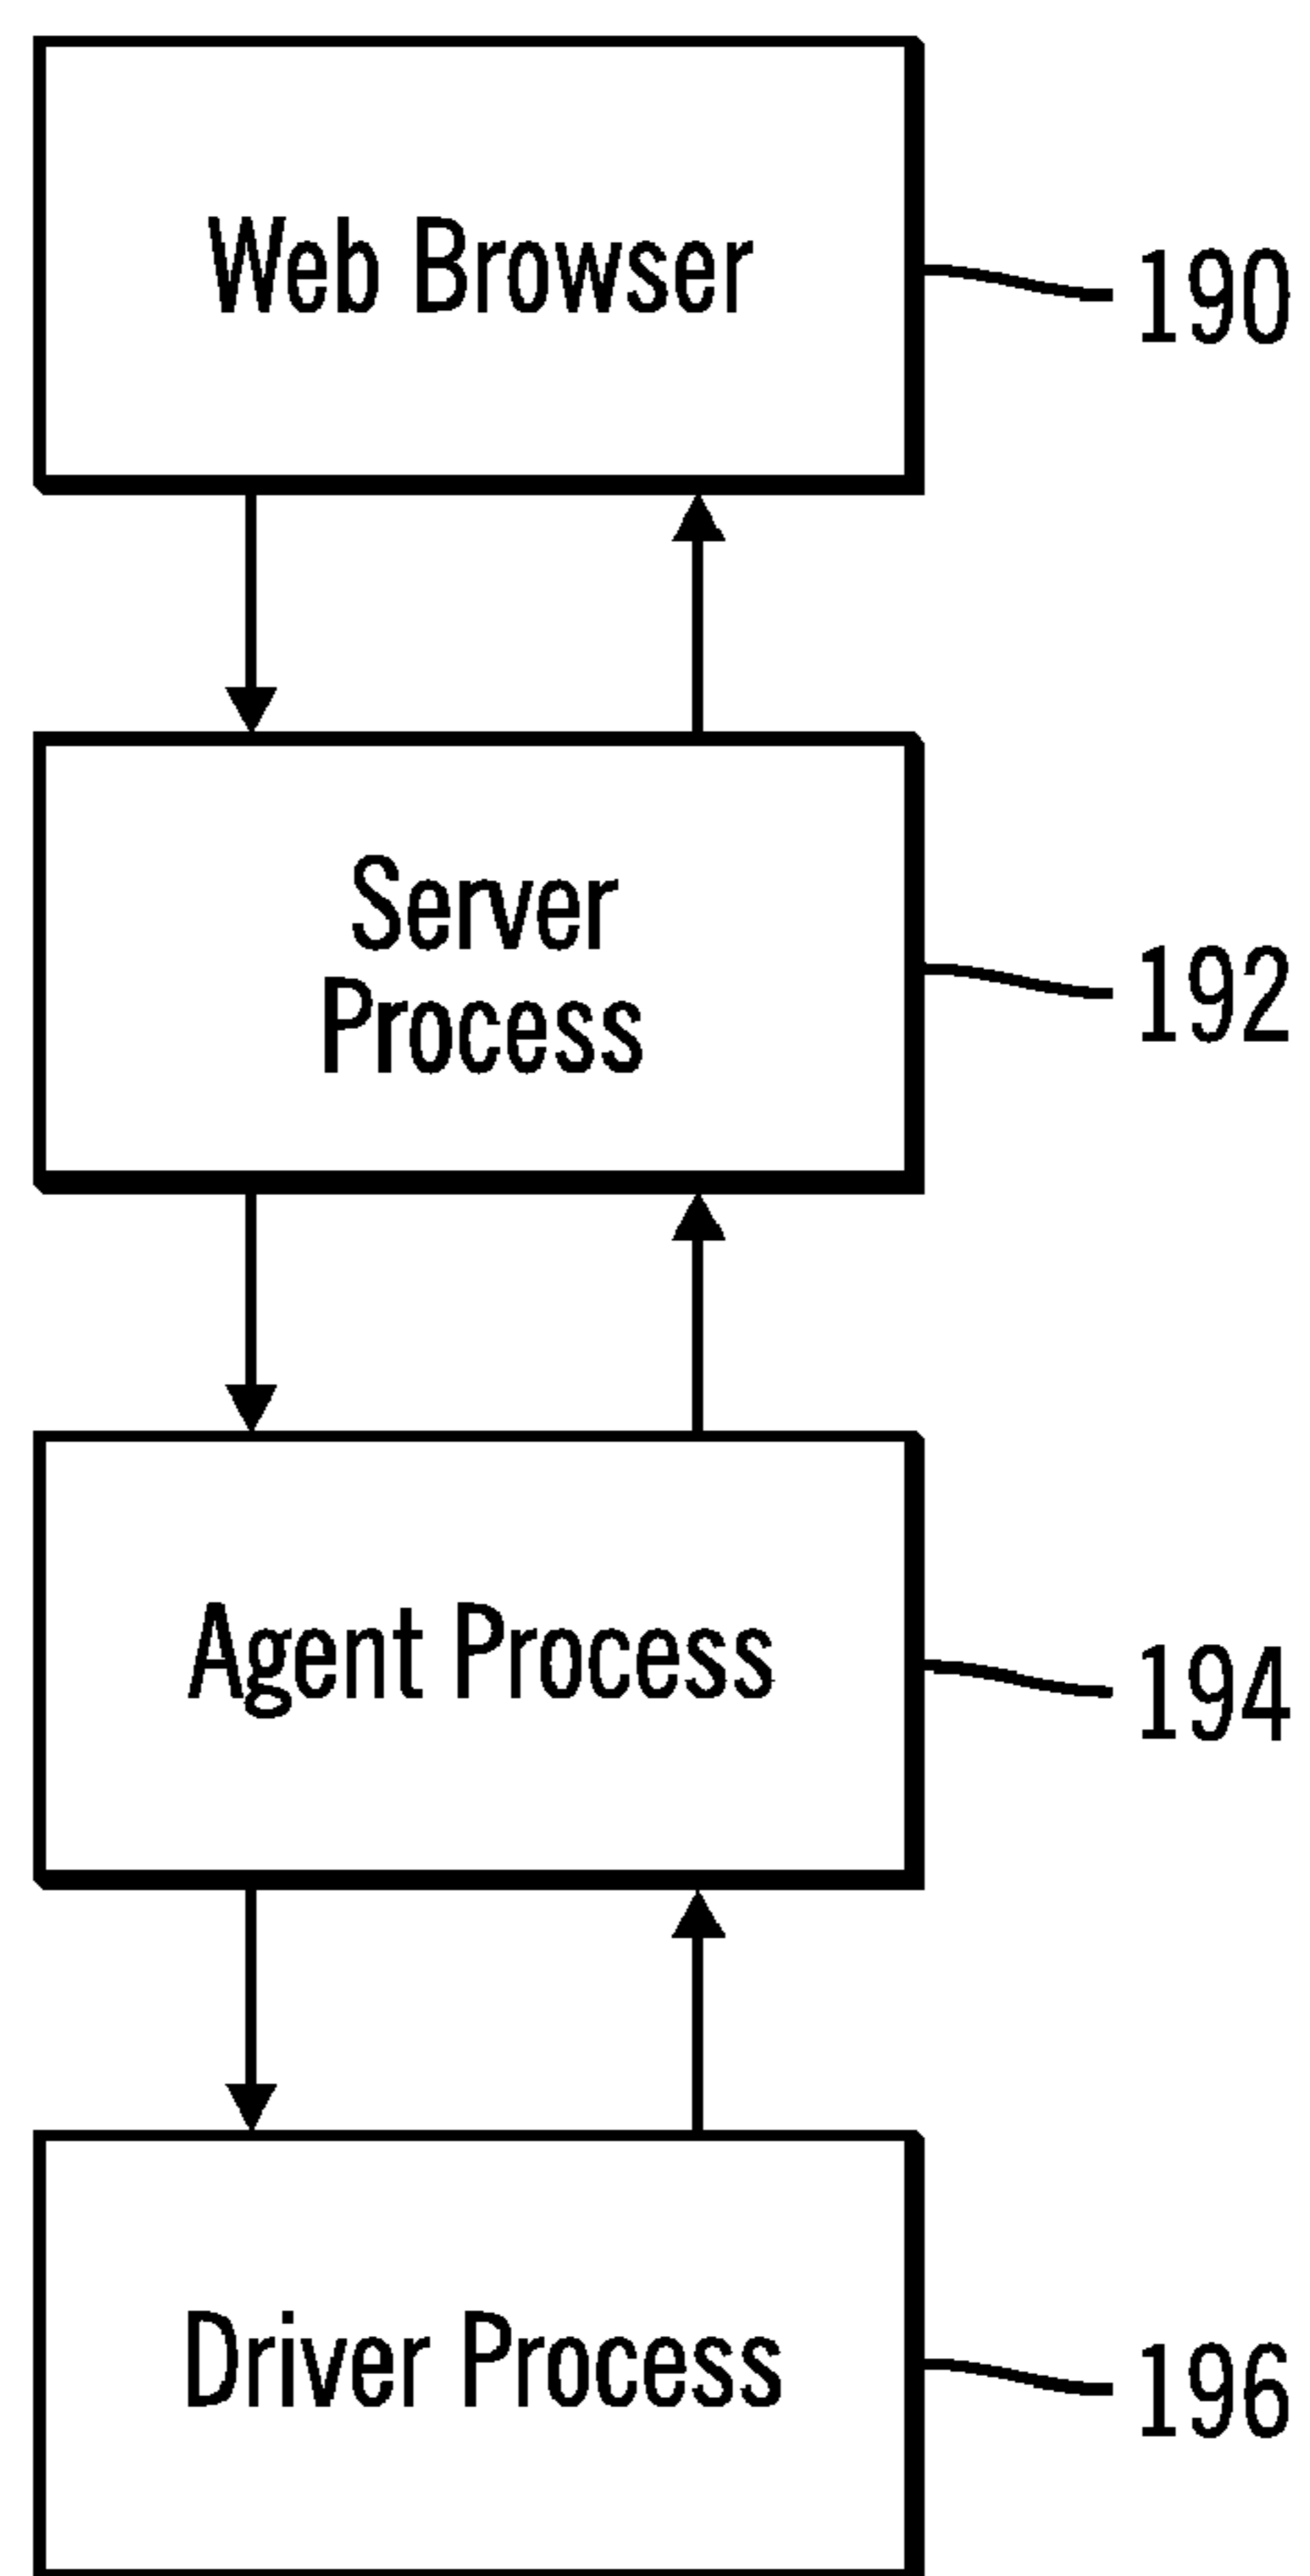 Web Browser
190
Server
Process
192
Agent Process
194
Driver Process
196